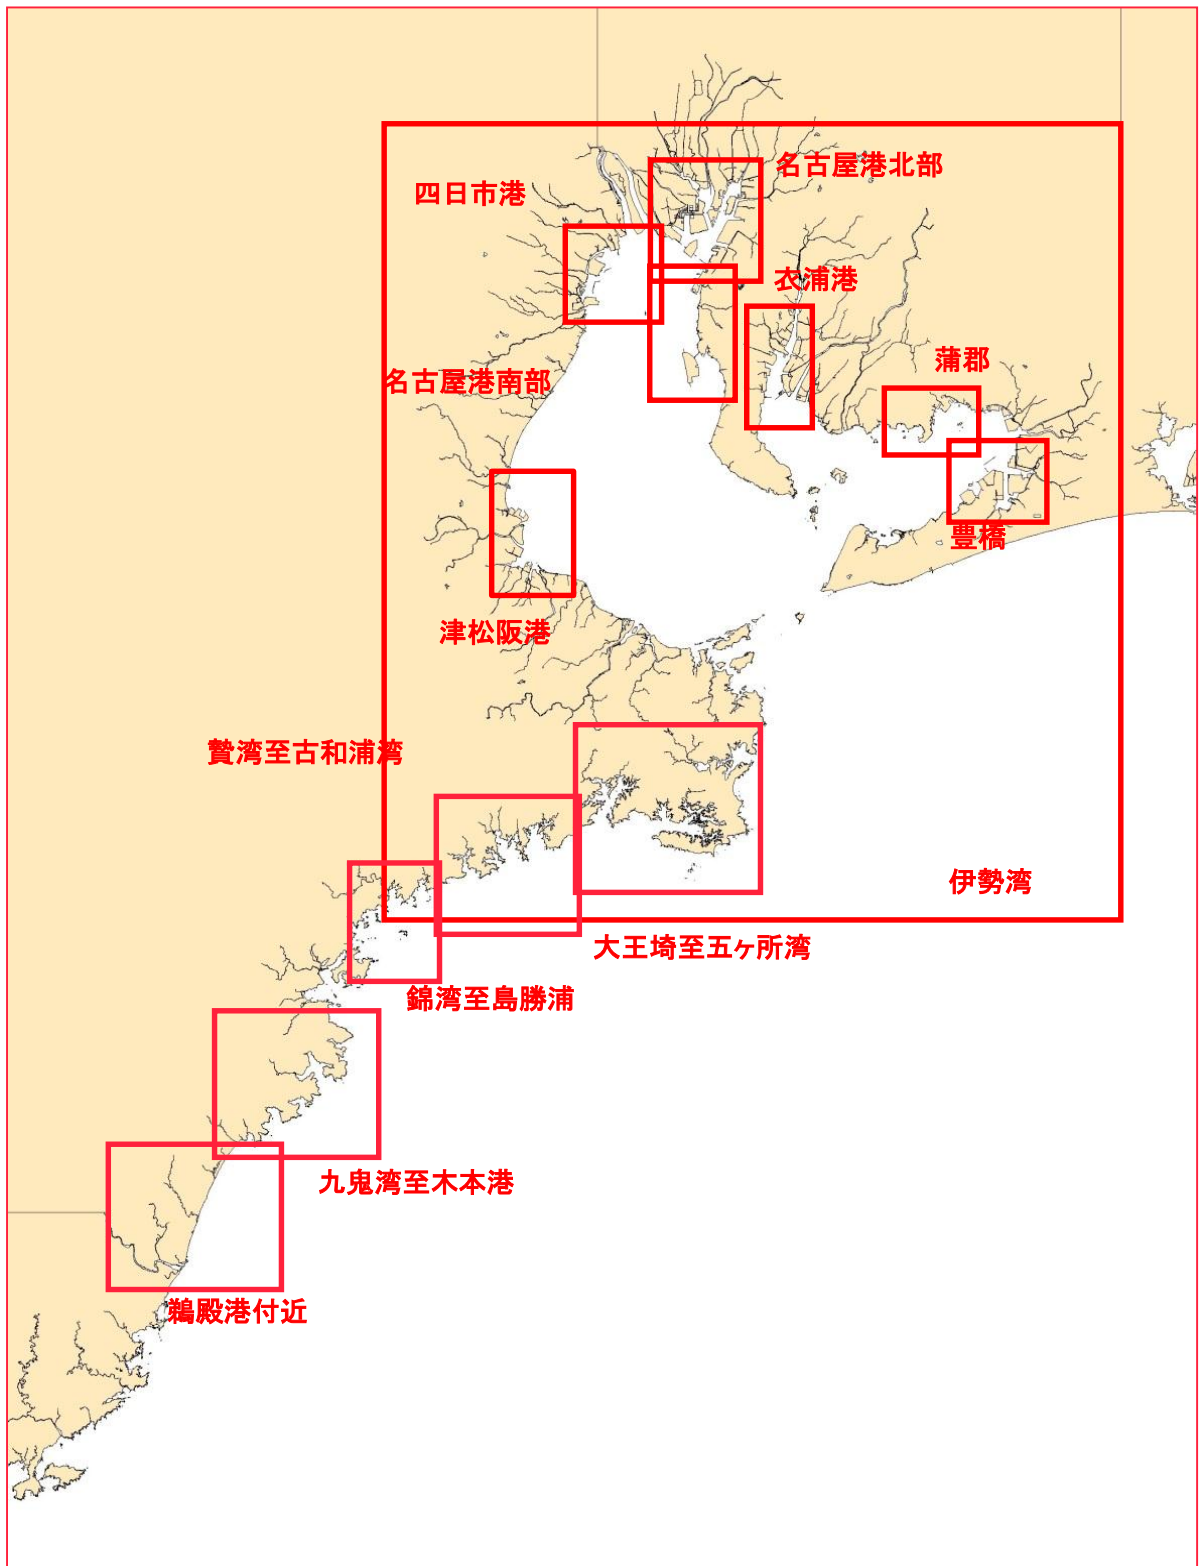 名古屋港北部
四日市港
衣浦港
蒲郡
名古屋港南部
豊橋
津松阪港
贄湾至古和浦湾
伊勢湾
大王埼至五ヶ所湾
錦湾至島勝浦
九鬼湾至木本港
鵜殿港付近